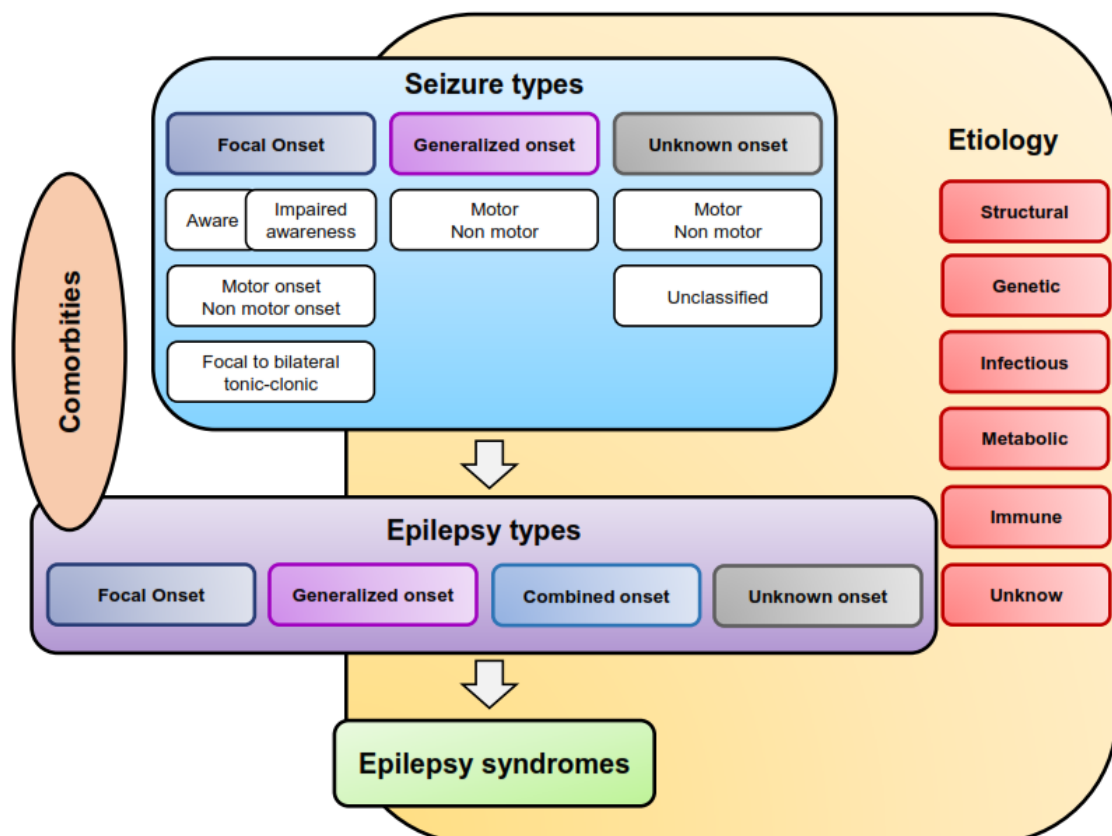 Seizure types
Focal Onset
Generalized onset
Unknown onset
Aware
Impaired
awareness
Motor
Non motor
Motor
Non motor
Motor onset
Non motor onset
Unclassified
Focal to bilateral
tonic-clonic
Comorbities
Etiology
Structural
Genetic
Infectious
Metabolic
Immune
Unknow
Epilepsy types
Focal Onset
Generalized onset
Combined onset
Unknown onset
Epilepsy syndromes